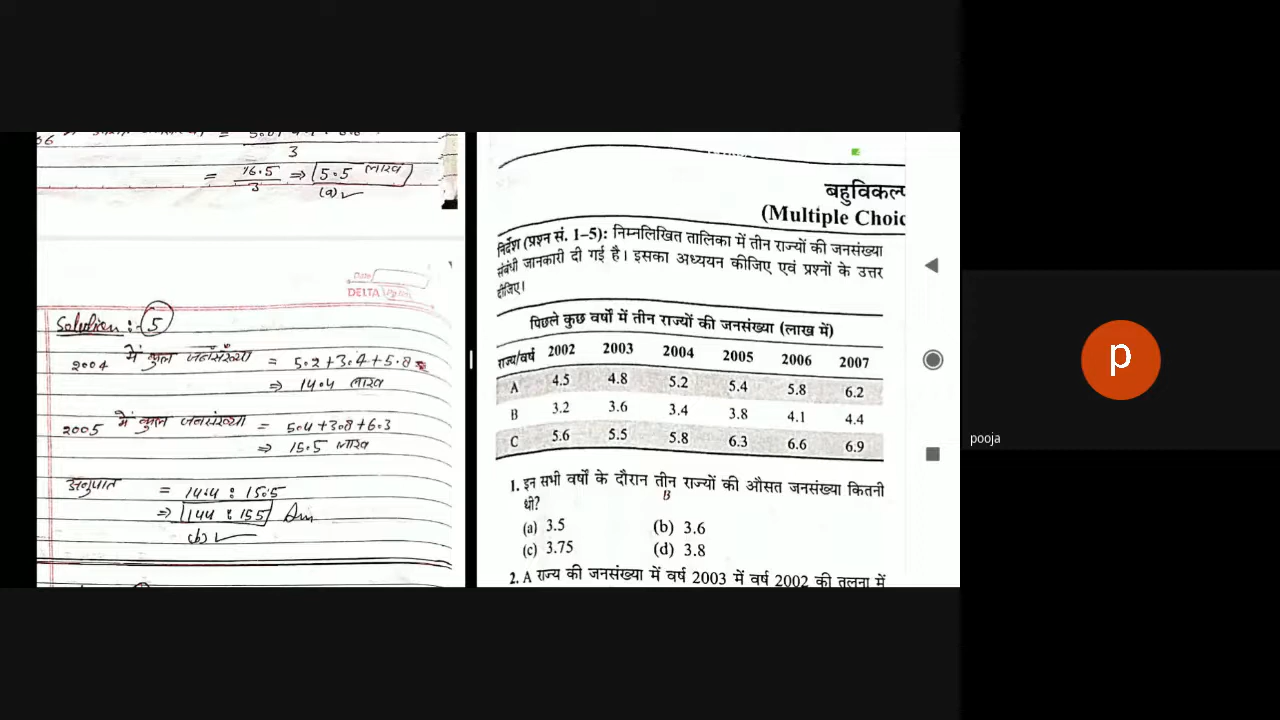 3
= 16.5/3 ⇒ 5.5 लाख
(a) ✓
Date
DELTA Pg No.
Solution :- 5
2004 में कुल जनसंख्या = 5.2+3.4+5.8
⇒ 14.4 लाख
2005 में कुल जनसंख्या = 5.4+3.8+6.3
⇒ 15.5 लाख
अनुपात = 14.4 : 15.5
⇒ 144 : 155 Ans
(b) ✓
बहुविकल्प
(Multiple Choic
निर्देश (प्रश्न सं. 1–5): निम्नलिखित तालिका में तीन राज्यों की जनसंख्या
संबंधी जानकारी दी गई है। इसका अध्ययन कीजिए एवं प्रश्नों के उत्तर
दीजिए।
पिछले कुछ वर्षों में तीन राज्यों की जनसंख्या (लाख में)
राज्य/वर्ष 2002 2003 2004 2005 2006 2007
A 4.5 4.8 5.2 5.4 5.8 6.2
B 3.2 3.6 3.4 3.8 4.1 4.4
C 5.6 5.5 5.8 6.3 6.6 6.9
1. इन सभी वर्षों के दौरान तीन राज्यों की औसत जनसंख्या कितनी
B
थी?
(a) 3.5 (b) 3.6
(c) 3.75 (d) 3.8
2. A राज्य की जनसंख्या में वर्ष 2003 में वर्ष 2002 की तुलना में
p
pooja